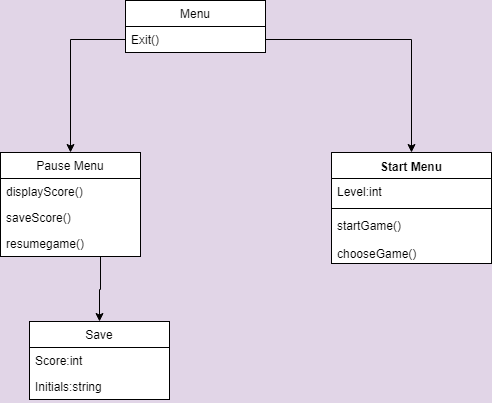 Menu
Exit()
Pause Menu
displayScore()
saveScore()
resumegame()
Start Menu
Level:int
startGame()
chooseGame()
Save
Score:int
Initials:string